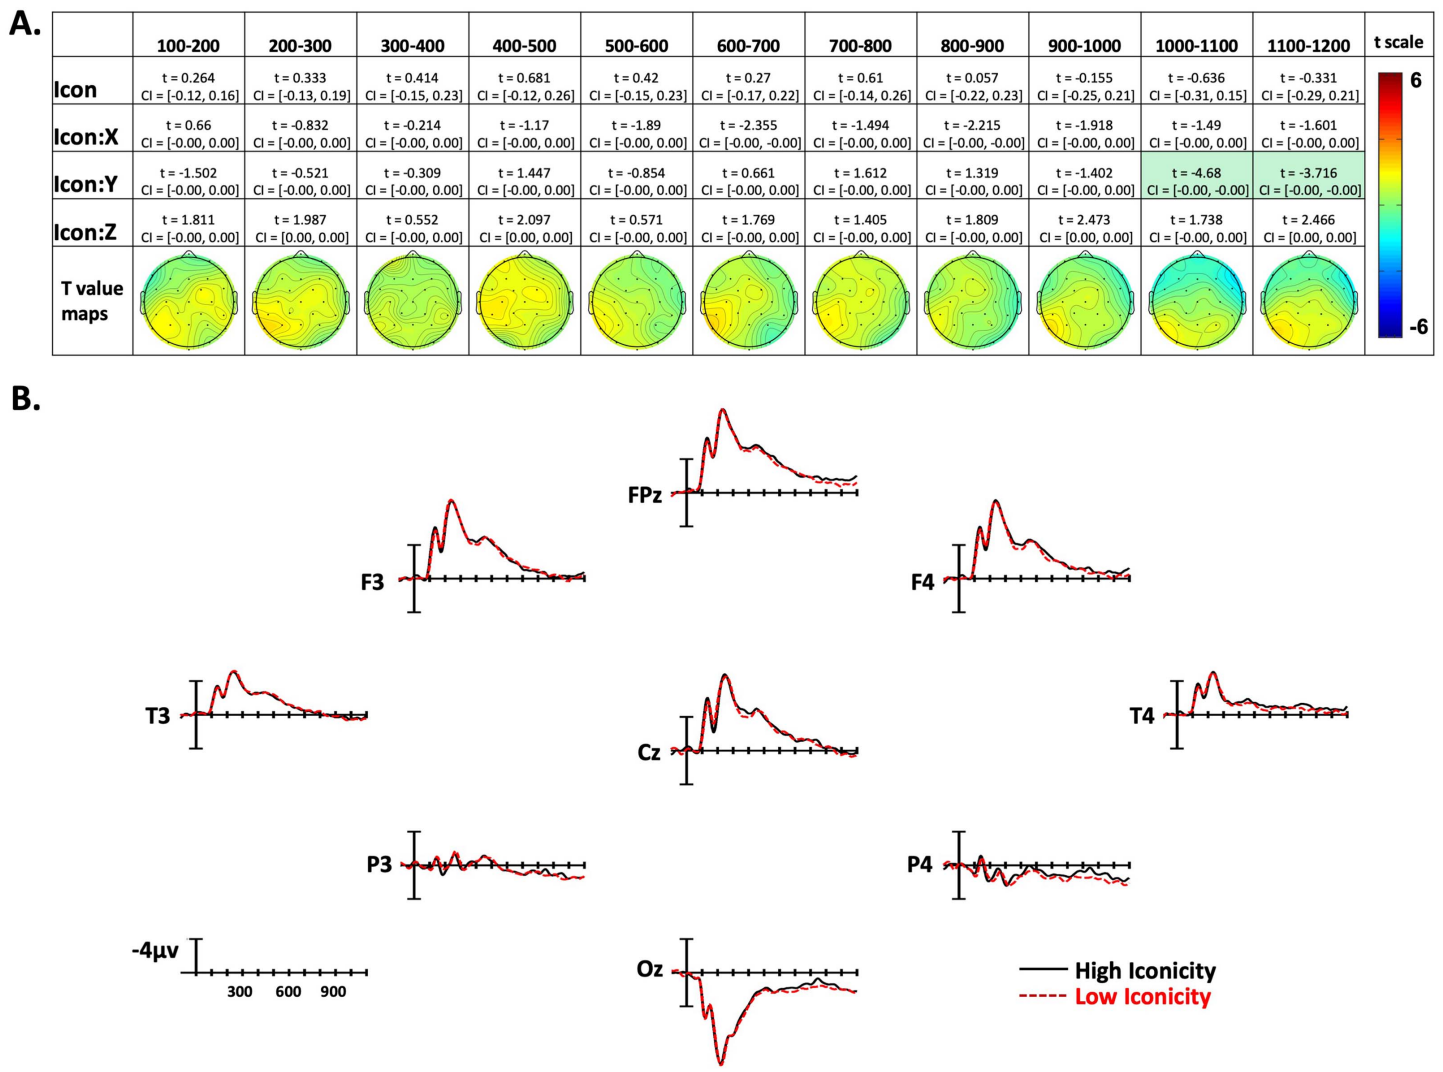 A.
100-200 200-300 300-400 400-500 500-600 600-700 700-800 800-900 900-1000 1000-1100 1100-1200 t scale
Icon
t = 0.264 t = 0.333 t = 0.414 t = 0.681 t = 0.42 t = 0.27 t = 0.61 t = 0.057 t = -0.155 t = -0.636 t = -0.331
CI = [-0.12, 0.16] CI = [-0.13, 0.19] CI = [-0.15, 0.23] CI = [-0.12, 0.26] CI = [-0.15, 0.23] CI = [-0.17, 0.22] CI = [-0.14, 0.26] CI = [-0.22, 0.23] CI = [-0.25, 0.21] CI = [-0.31, 0.15] CI = [-0.29, 0.21]
Icon:X
t = 0.66 t = -0.832 t = -0.214 t = -1.17 t = -1.89 t = -2.355 t = -1.494 t = -2.215 t = -1.918 t = -1.49 t = -1.601
CI = [-0.00, 0.00] CI = [-0.00, 0.00] CI = [-0.00, 0.00] CI = [-0.00, 0.00] CI = [-0.00, 0.00] CI = [-0.00, -0.00] CI = [-0.00, 0.00] CI = [-0.00, -0.00] CI = [-0.00, 0.00] CI = [-0.00, 0.00] CI = [-0.00, 0.00]
Icon:Y
t = -1.502 t = -0.521 t = -0.309 t = 1.447 t = -0.854 t = 0.661 t = 1.612 t = 1.319 t = -1.402 t = -4.68 t = -3.716
CI = [-0.00, 0.00] CI = [-0.00, 0.00] CI = [-0.00, 0.00] CI = [-0.00, 0.00] CI = [-0.00, 0.00] CI = [-0.00, 0.00] CI = [-0.00, 0.00] CI = [-0.00, 0.00] CI = [-0.00, 0.00] CI = [-0.00, -0.00] CI = [-0.00, -0.00]
Icon:Z
t = 1.811 t = 1.987 t = 0.552 t = 2.097 t = 0.571 t = 1.769 t = 1.405 t = 1.809 t = 2.473 t = 1.738 t = 2.466
CI = [-0.00, 0.00] CI = [0.00, 0.00] CI = [-0.00, 0.00] CI = [0.00, 0.00] CI = [-0.00, 0.00] CI = [-0.00, 0.00] CI = [-0.00, 0.00] CI = [-0.00, 0.00] CI = [0.00, 0.00] CI = [-0.00, 0.00] CI = [0.00, 0.00]
T value
maps
6
-6
B.
FPz
F3
F4
T3
Cz
T4
P3
P4
-4µv
300 600 900
Oz
High Iconicity
Low Iconicity